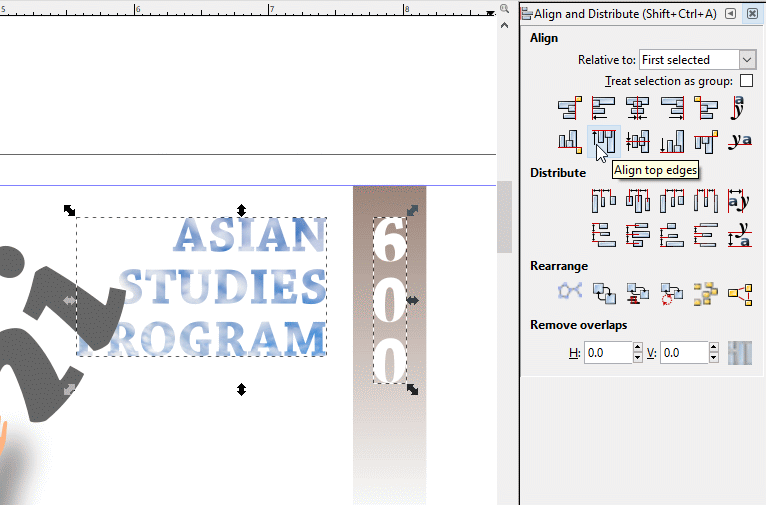 5
6
7
8
ASIAN
STUDIES
PROGRAM
6
0
0
Align and Distribute (Shift+Ctrl+A)
Align
Relative to: First selected
Treat selection as group:
Align top edges
Distribute
Rearrange
Remove overlaps
H: 0.0 V: 0.0